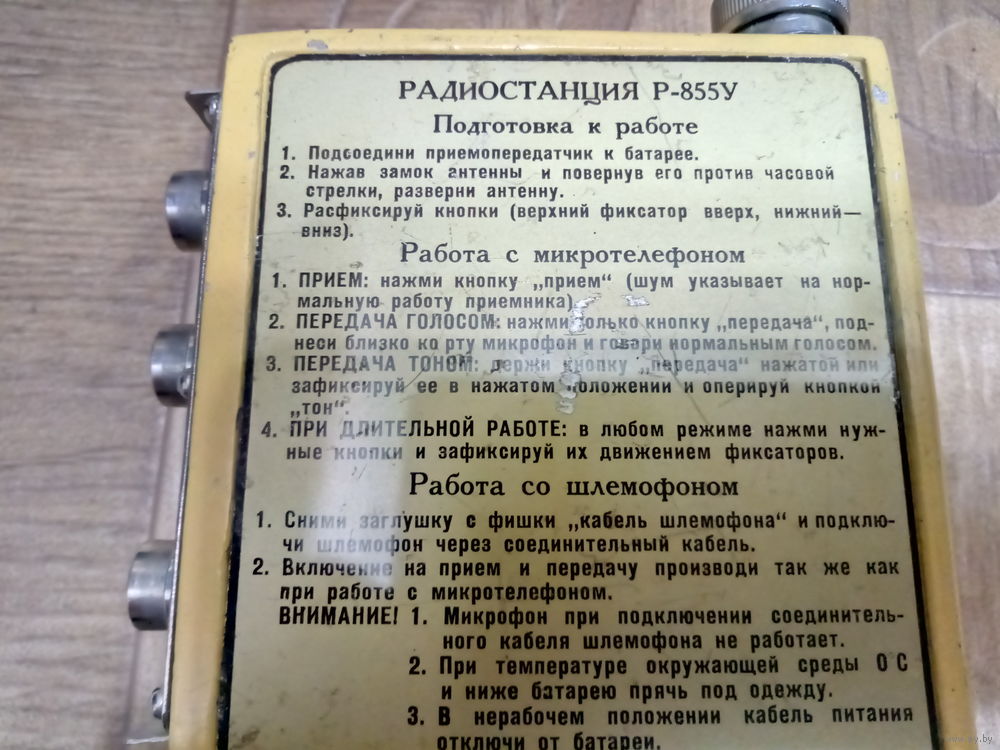 РАДИОСТАНЦИЯ Р-855У
Подготовка к работе
1. Подсоедини приемопередатчик к батарее.
2. Нажав замок антенны и повернув его против часовой
стрелки, разверни антенну.
3. Расфиксируй кнопки (верхний фиксатор вверх, нижний—
вниз).
Работа с микротелефоном
1. ПРИЕМ: нажми кнопку „прием“ (шум указывает на нор-
мальную работу приемника)
2. ПЕРЕДАЧА ГОЛОСОМ: нажми только кнопку „передача“, под-
неси близко ко рту микрофон и говори нормальным голосом.
3. ПЕРЕДАЧА ТОНОМ: держи кнопку „передача“ нажатой или
зафиксируй ее в нажатом положении и оперируй кнопкой
„тон“.
4. ПРИ ДЛИТЕЛЬНОЙ РАБОТЕ: в любом режиме нажми нуж-
ные кнопки и зафиксируй их движением фиксаторов.
Работа со шлемофоном
1. Сними заглушку с фишки „кабель шлемофона“ и подклю-
чи шлемофон через соединительный кабель.
2. Включение на прием и передачу производи так же как
при работе с микротелефоном.
ВНИМАНИЕ! 1. Микрофон при подключении соединитель-
ного кабеля шлемофона не работает.
2. При температуре окружающей среды 0 С
и ниже батарею прячь под одежду.
3. В нерабочем положении кабель питания
отключи от батареи.